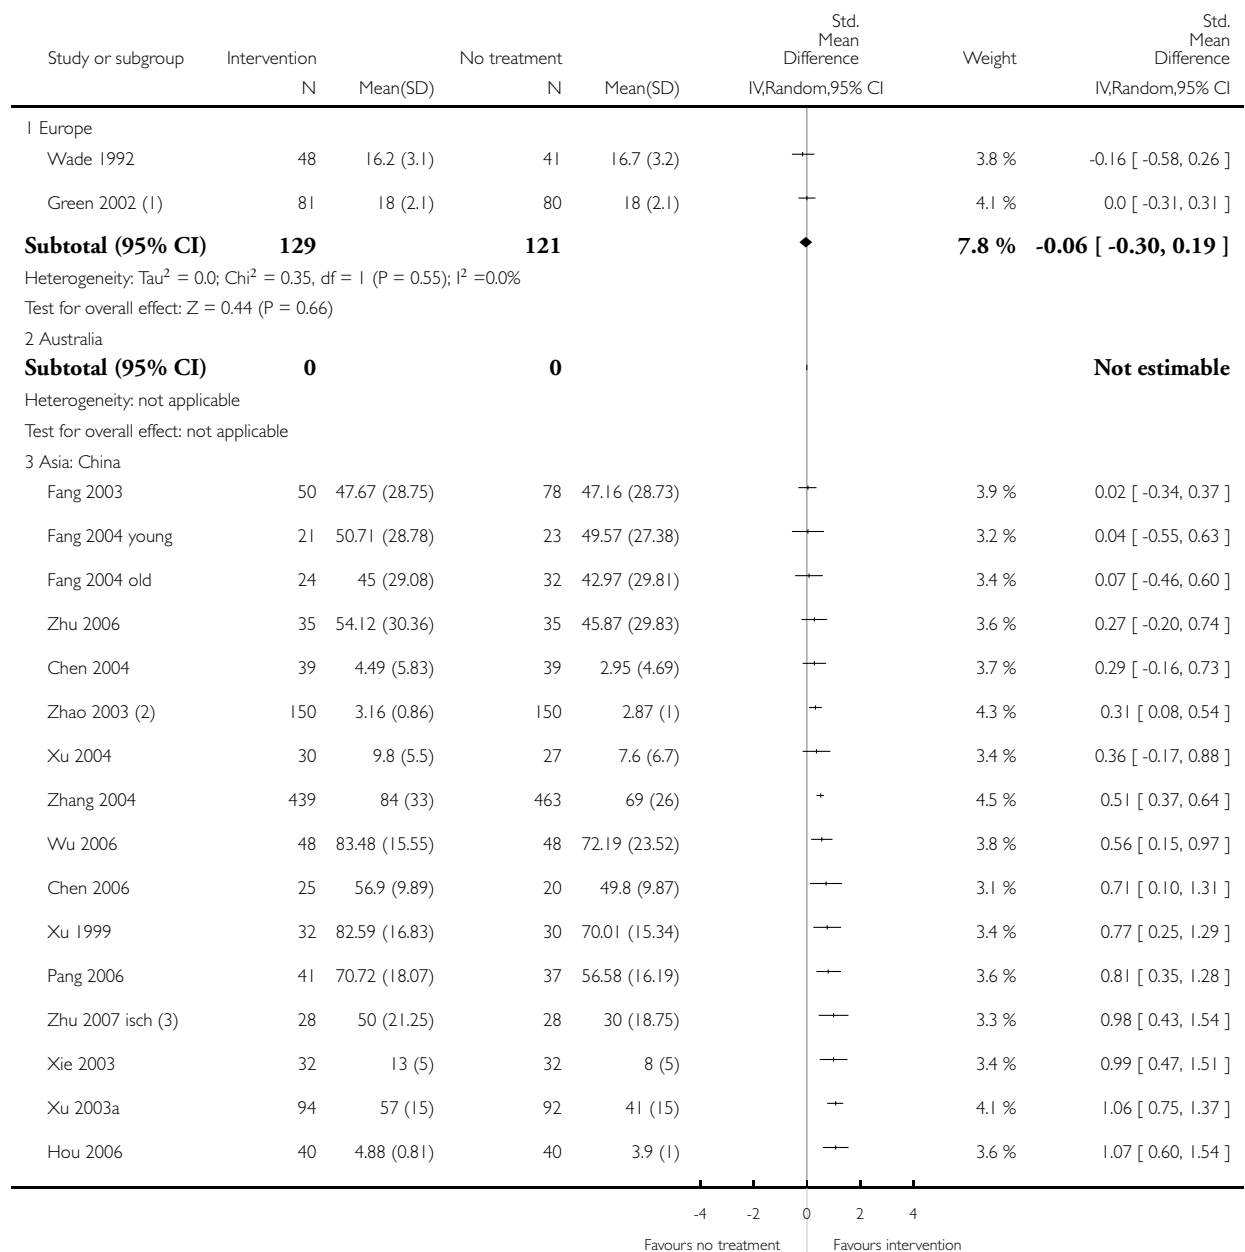 Std. Mean Difference Std. Mean Difference
Study or subgroup Intervention No treatment Weight
N Mean(SD) N Mean(SD) IV,Random,95% CI IV,Random,95% CI
1 Europe
Wade 1992 48 16.2 (3.1) 41 16.7 (3.2) 3.8 % -0.16 [ -0.58, 0.26 ]
Green 2002 (1) 81 18 (2.1) 80 18 (2.1) 4.1 % 0.0 [ -0.31, 0.31 ]
Subtotal (95% CI) 129 121 7.8 % -0.06 [ -0.30, 0.19 ]
Heterogeneity: Tau² = 0.0; Chi² = 0.35, df = 1 (P = 0.55); I² =0.0%
Test for overall effect: Z = 0.44 (P = 0.66)
2 Australia
Subtotal (95% CI) 0 0 Not estimable
Heterogeneity: not applicable
Test for overall effect: not applicable
3 Asia: China
Fang 2003 50 47.67 (28.75) 78 47.16 (28.73) 3.9 % 0.02 [ -0.34, 0.37 ]
Fang 2004 young 21 50.71 (28.78) 23 49.57 (27.38) 3.2 % 0.04 [ -0.55, 0.63 ]
Fang 2004 old 24 45 (29.08) 32 42.97 (29.81) 3.4 % 0.07 [ -0.46, 0.60 ]
Zhu 2006 35 54.12 (30.36) 35 45.87 (29.83) 3.6 % 0.27 [ -0.20, 0.74 ]
Chen 2004 39 4.49 (5.83) 39 2.95 (4.69) 3.7 % 0.29 [ -0.16, 0.73 ]
Zhao 2003 (2) 150 3.16 (0.86) 150 2.87 (1) 4.3 % 0.31 [ 0.08, 0.54 ]
Xu 2004 30 9.8 (5.5) 27 7.6 (6.7) 3.4 % 0.36 [ -0.17, 0.88 ]
Zhang 2004 439 84 (33) 463 69 (26) 4.5 % 0.51 [ 0.37, 0.64 ]
Wu 2006 48 83.48 (15.55) 48 72.19 (23.52) 3.8 % 0.56 [ 0.15, 0.97 ]
Chen 2006 25 56.9 (9.89) 20 49.8 (9.87) 3.1 % 0.71 [ 0.10, 1.31 ]
Xu 1999 32 82.59 (16.83) 30 70.01 (15.34) 3.4 % 0.77 [ 0.25, 1.29 ]
Pang 2006 41 70.72 (18.07) 37 56.58 (16.19) 3.6 % 0.81 [ 0.35, 1.28 ]
Zhu 2007 isch (3) 28 50 (21.25) 28 30 (18.75) 3.3 % 0.98 [ 0.43, 1.54 ]
Xie 2003 32 13 (5) 32 8 (5) 3.4 % 0.99 [ 0.47, 1.51 ]
Xu 2003a 94 57 (15) 92 41 (15) 4.1 % 1.06 [ 0.75, 1.37 ]
Hou 2006 40 4.88 (0.81) 40 3.9 (1) 3.6 % 1.07 [ 0.60, 1.54 ]
-4 -2 0 2 4
Favours no treatment Favours intervention